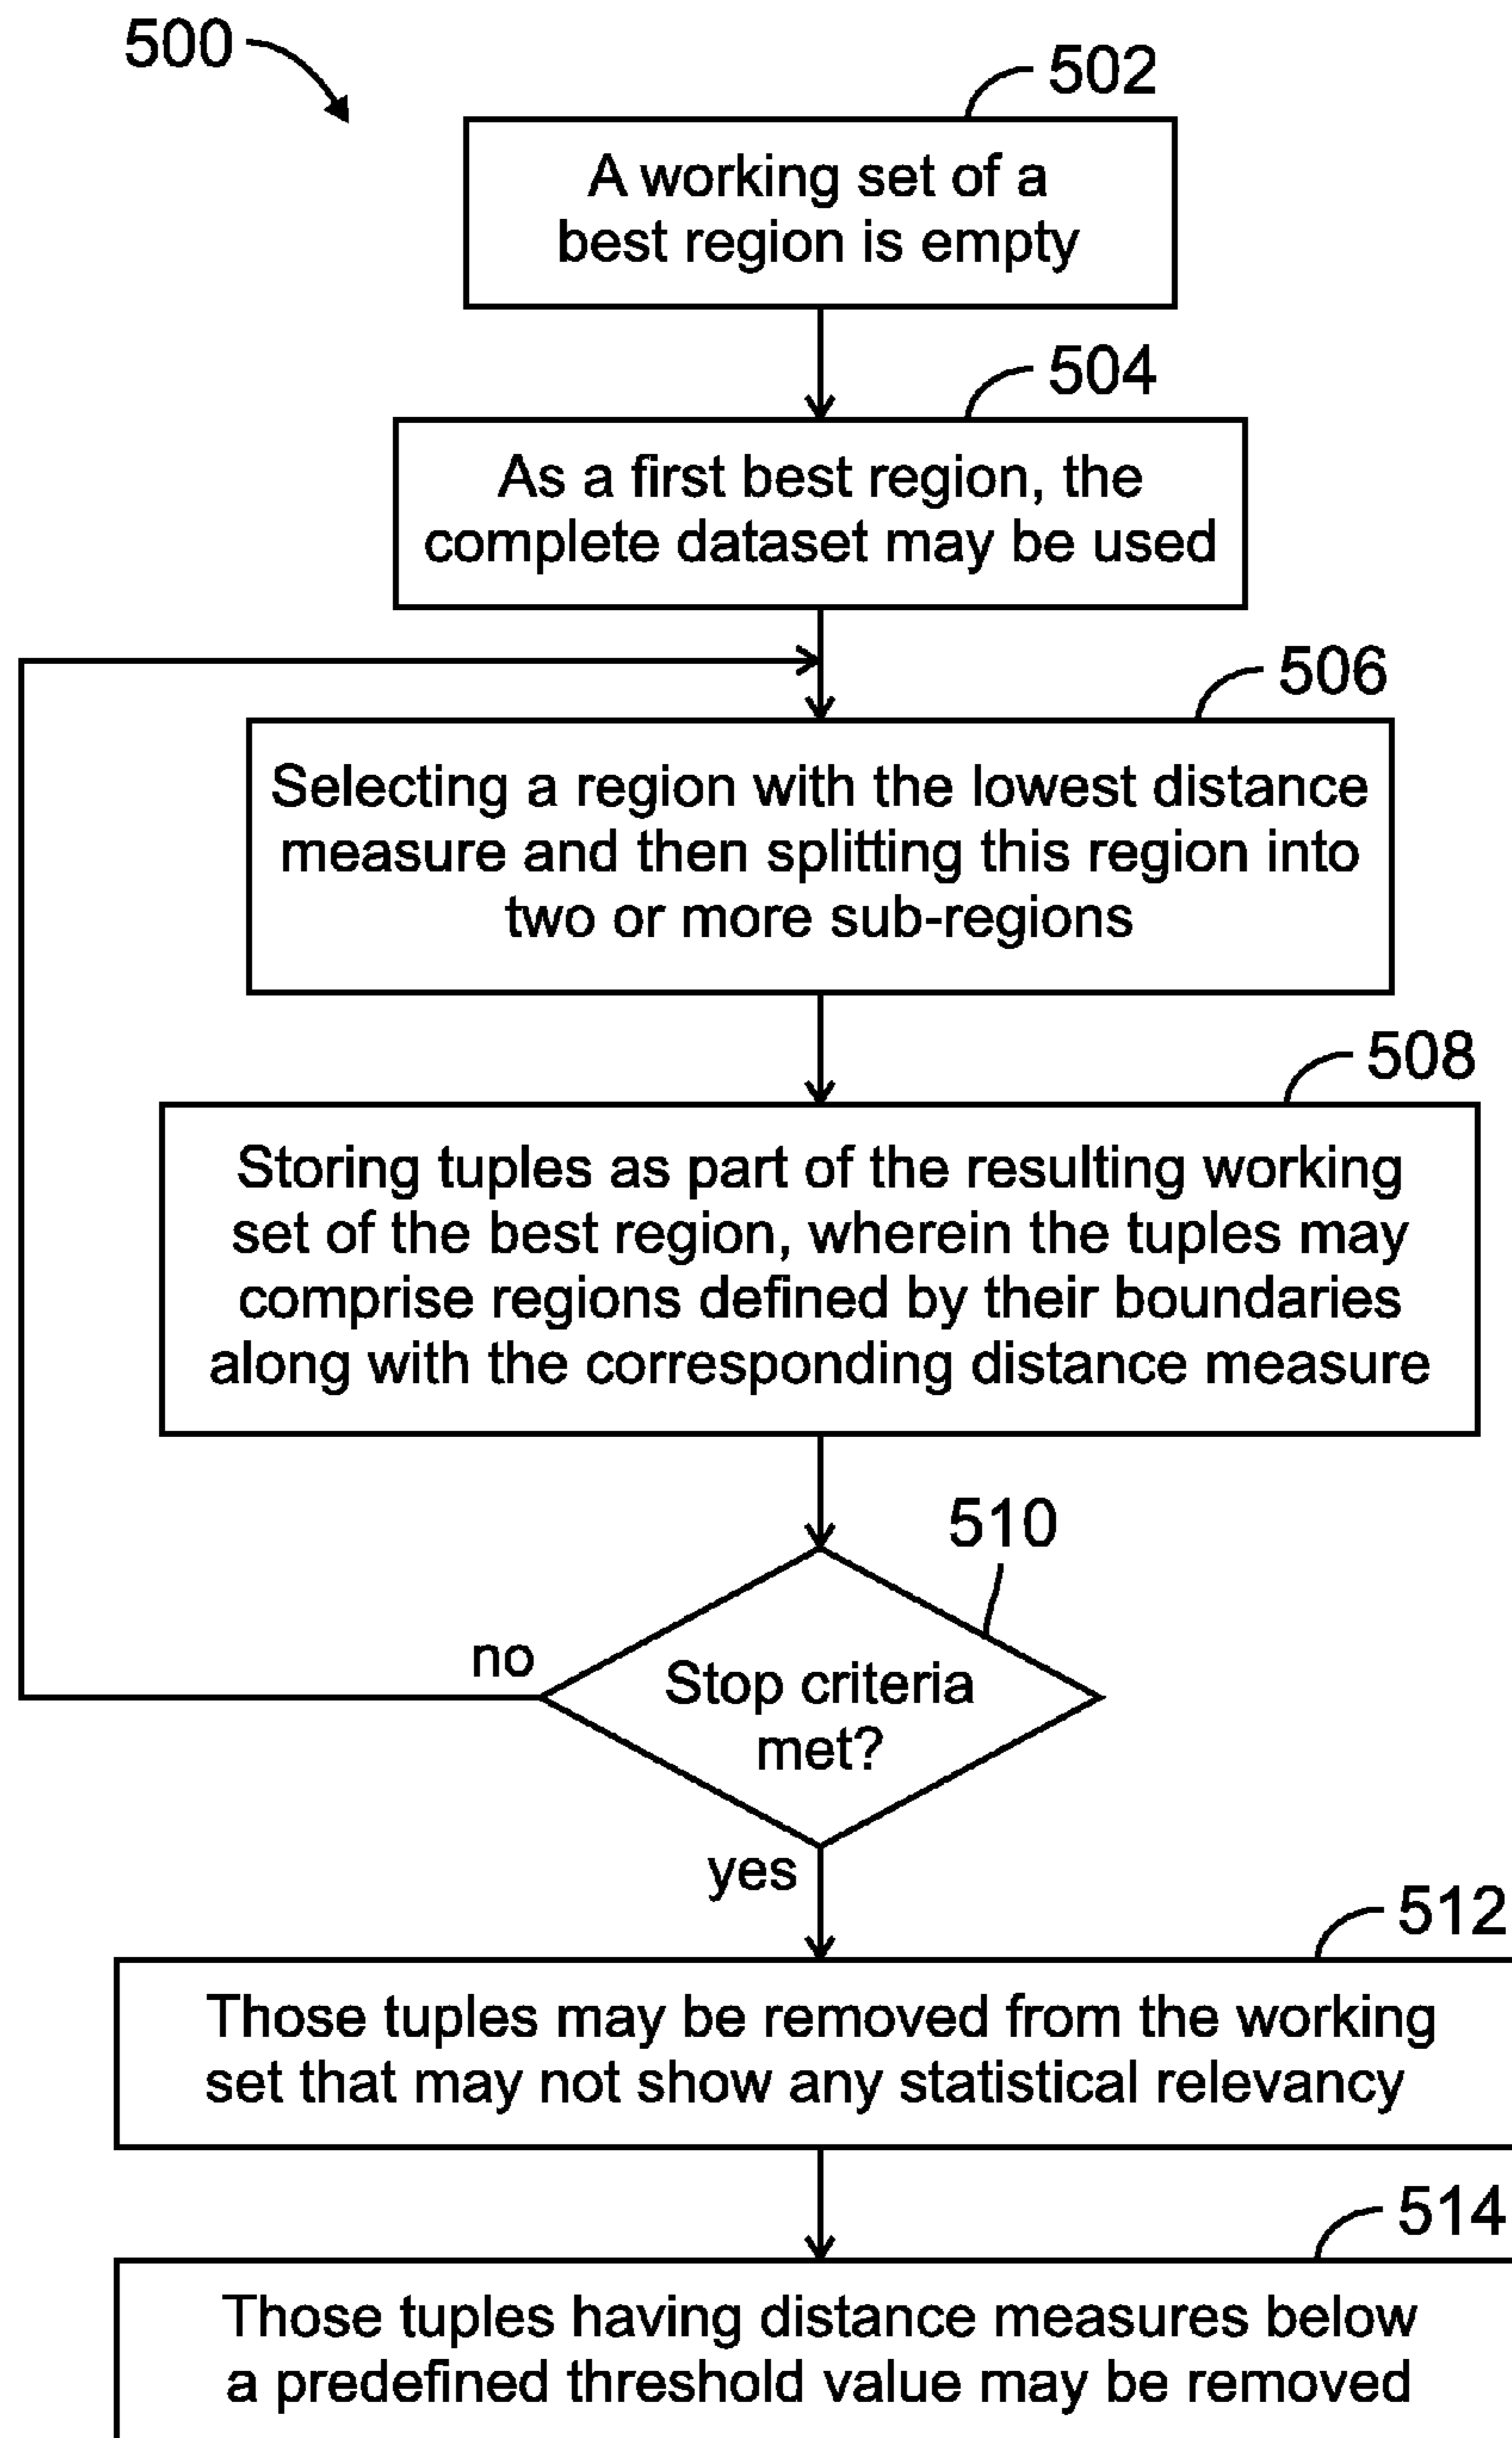 500
502
A working set of a
best region is empty
504
As a first best region, the
complete dataset may be used
506
Selecting a region with the lowest distance
measure and then splitting this region into
two or more sub-regions
508
Storing tuples as part of the resulting working
set of the best region, wherein the tuples may
comprise regions defined by their boundaries
along with the corresponding distance measure
510
no
Stop criteria
met?
yes
512
Those tuples may be removed from the working
set that may not show any statistical relevancy
514
Those tuples having distance measures below
a predefined threshold value may be removed